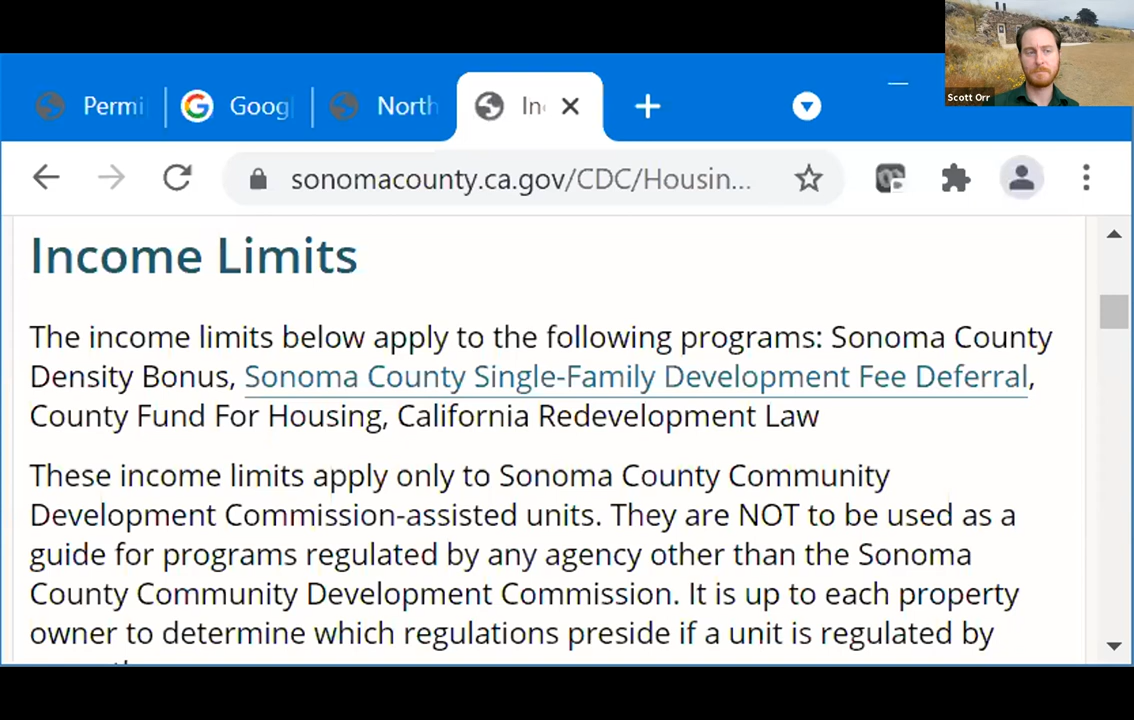 Scott Orr
Permi
Goog
North
In
sonomacounty.ca.gov/CDC/Housin...
Income Limits
The income limits below apply to the following programs: Sonoma County
Density Bonus, Sonoma County Single-Family Development Fee Deferral,
County Fund For Housing, California Redevelopment Law
These income limits apply only to Sonoma County Community
Development Commission-assisted units. They are NOT to be used as a
guide for programs regulated by any agency other than the Sonoma
County Community Development Commission. It is up to each property
owner to determine which regulations preside if a unit is regulated by